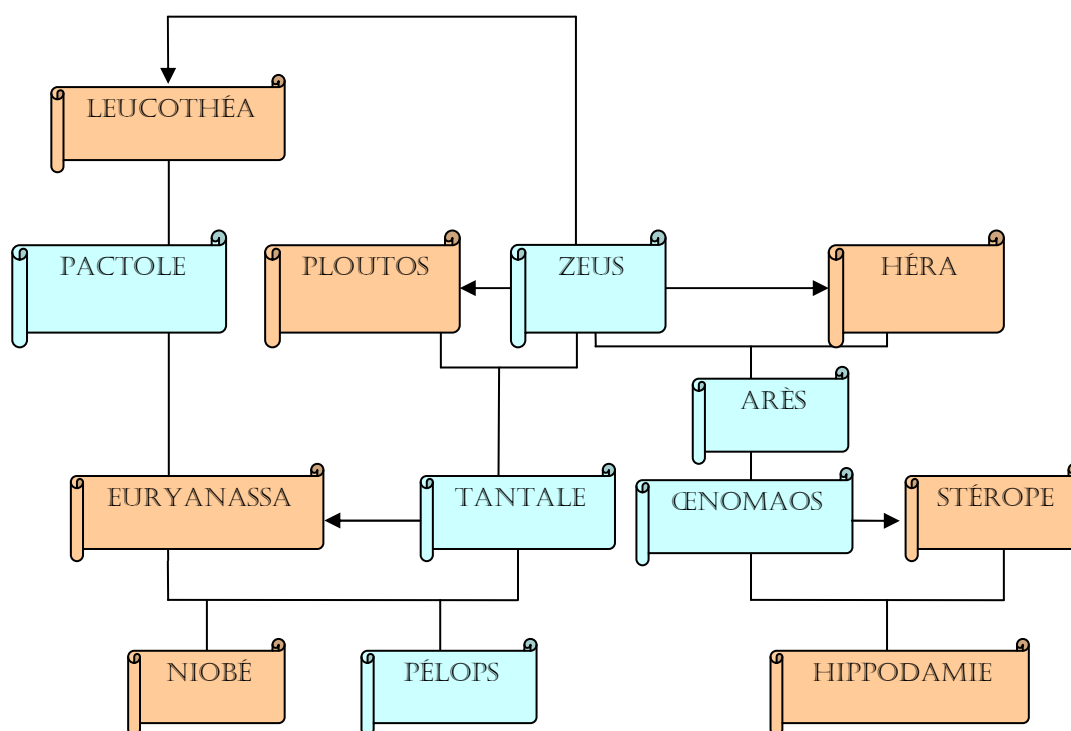 LEUCOTHÉA
PACTOLE
PLOUTOS
ZEUS
HÉRA
ARÈS
EURYANASSA
TANTALE
ŒNOMAOS
STÉROPE
NIOBÉ
PÉLOPS
HIPPODAMIE